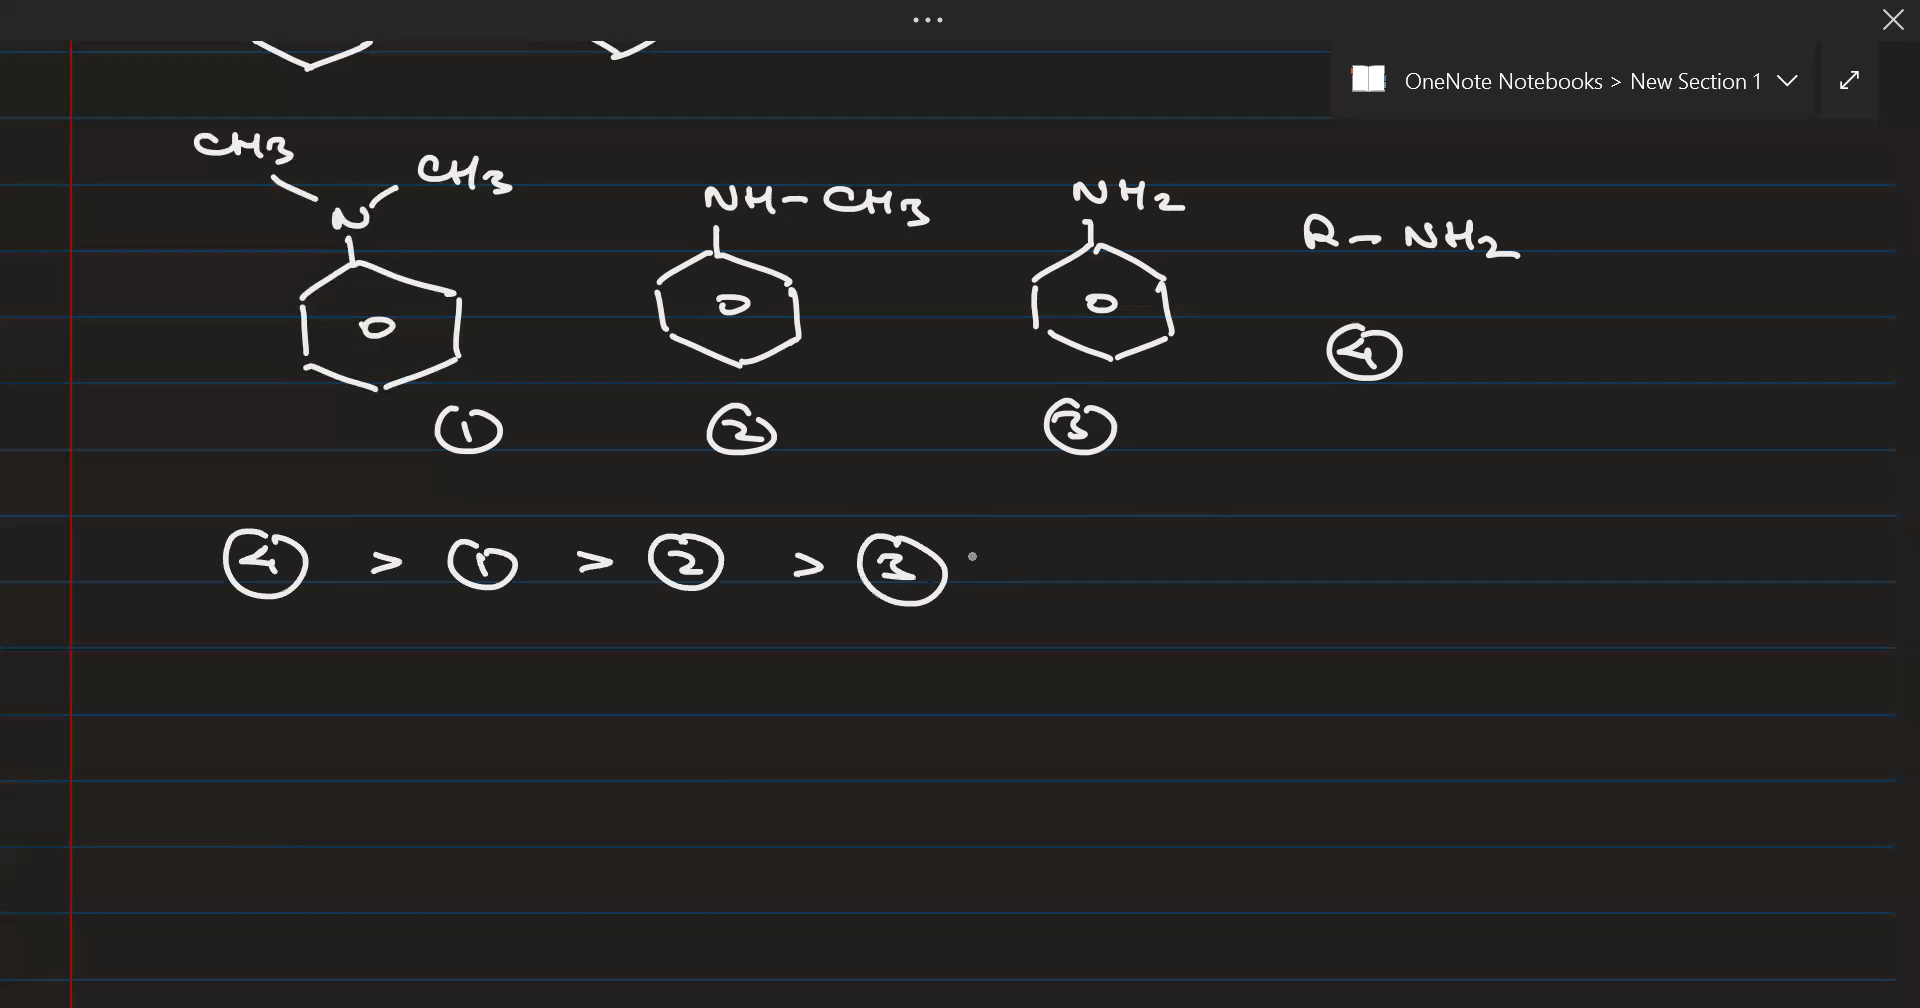 ...
OneNote Notebooks > New Section 1
CH3
CH3
N
NH-CH3
NH2
R-NH2
①
②
③
④
④ > ① > ② > ③